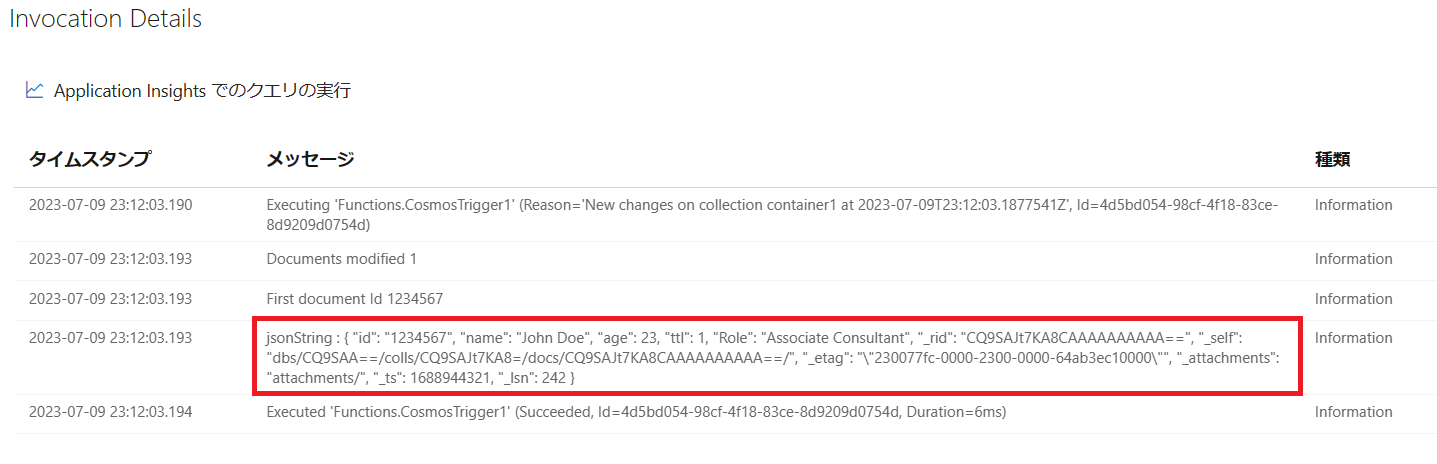 Invocation Details
Application Insights でのクエリの実行
タイムスタンプ メッセージ 種類
2023-07-09 23:12:03.190 Executing 'Functions.CosmosTrigger1' (Reason='New changes on collection container1 at 2023-07-09T23:12:03.1877541Z', Id=4d5bd054-98cf-4f18-83ce- Information
8d9209d0754d)
2023-07-09 23:12:03.193 Documents modified 1 Information
2023-07-09 23:12:03.193 First document Id 1234567 Information
2023-07-09 23:12:03.193 jsonString : { "id": "1234567", "name": "John Doe", "age": 23, "ttl": 1, "Role": "Associate Consultant", "_rid": "CQ9SAJt7KA8CAAAAAAAAAA==", "_self": Information
"dbs/CQ9SAA==/colls/CQ9SAJt7KA8=/docs/CQ9SAJt7KA8CAAAAAAAAAA==/", "_etag": "\"230077fc-0000-2300-0000-64ab3ec10000\"", "_attachments":
"attachments/", "_ts": 1688944321, "_lsn": 242 }
2023-07-09 23:12:03.194 Executed 'Functions.CosmosTrigger1' (Succeeded, Id=4d5bd054-98cf-4f18-83ce-8d9209d0754d, Duration=6ms) Information